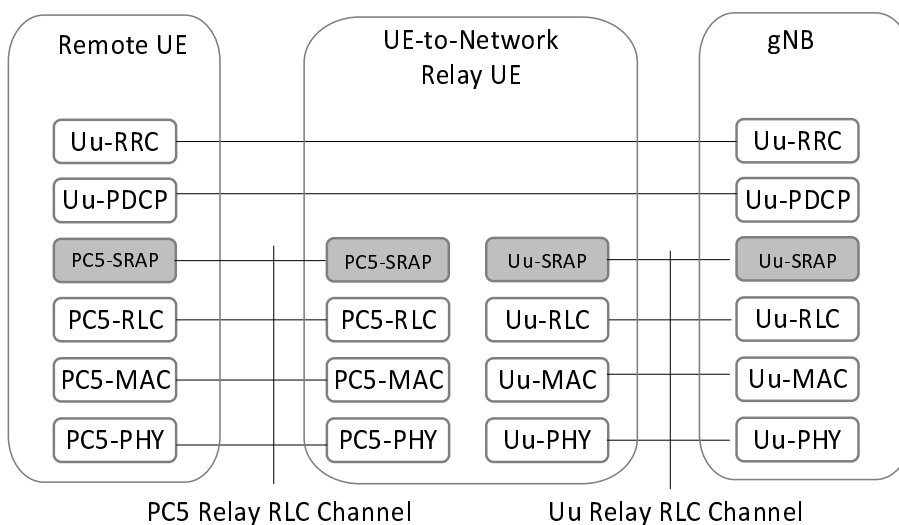 Remote UE
UE-to-Network
Relay UE
gNB
Uu-RRC
Uu-RRC
Uu-PDCP
Uu-PDCP
PC5-SRAP
PC5-SRAP
Uu-SRAP
Uu-SRAP
PC5-RLC
PC5-RLC
Uu-RLC
Uu-RLC
PC5-MAC
PC5-MAC
Uu-MAC
Uu-MAC
PC5-PHY
PC5-PHY
Uu-PHY
Uu-PHY
PC5 Relay RLC Channel
Uu Relay RLC Channel